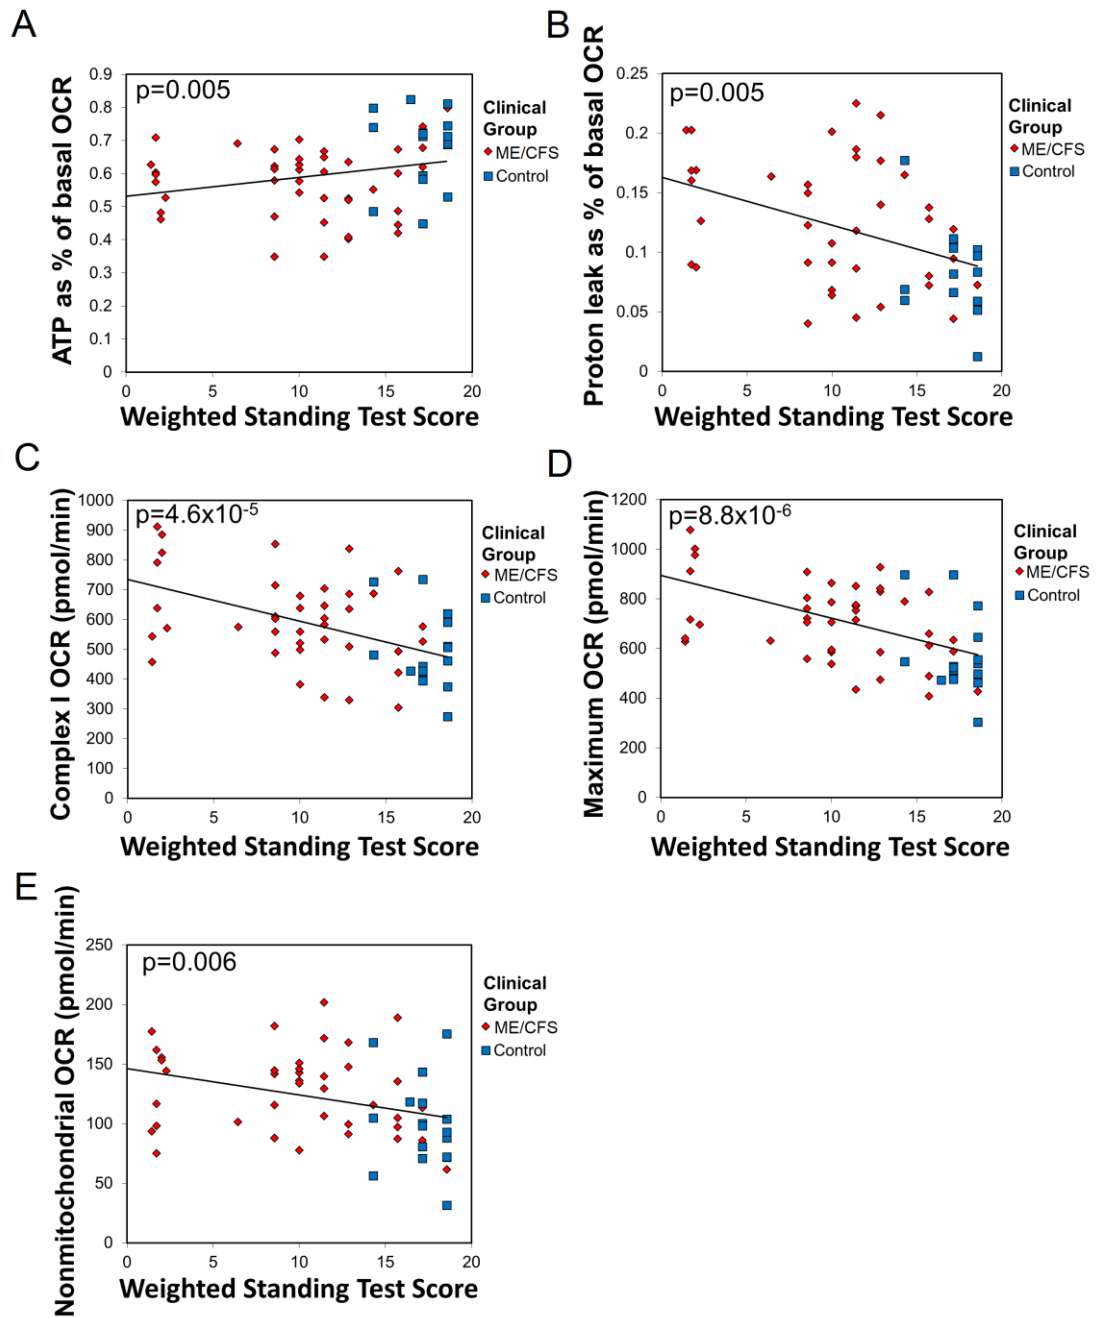 A
ATP as % of basal OCR
p=0.005
0.9
0.8
0.7
0.6
0.5
0.4
0.3
0.2
0.1
0
0 5 10 15 20
Weighted Standing Test Score
Clinical
Group
ME/CFS
Control
B
Proton leak as % of basal OCR
p=0.005
0.25
0.2
0.15
0.1
0.05
0
0 5 10 15 20
Weighted Standing Test Score
Clinical
Group
ME/CFS
Control
C
Complex I OCR (pmol/min)
p=4.6x10-5
1000
900
800
700
600
500
400
300
200
100
0
0 5 10 15 20
Weighted Standing Test Score
Clinical
Group
ME/CFS
Control
D
Maximum OCR (pmol/min)
p=8.8x10-6
1200
1000
800
600
400
200
0
0 5 10 15 20
Weighted Standing Test Score
Clinical
Group
ME/CFS
Control
E
Nonmitochondrial OCR (pmol/min)
p=0.006
250
200
150
100
50
0
0 5 10 15 20
Weighted Standing Test Score
Clinical
Group
ME/CFS
Control